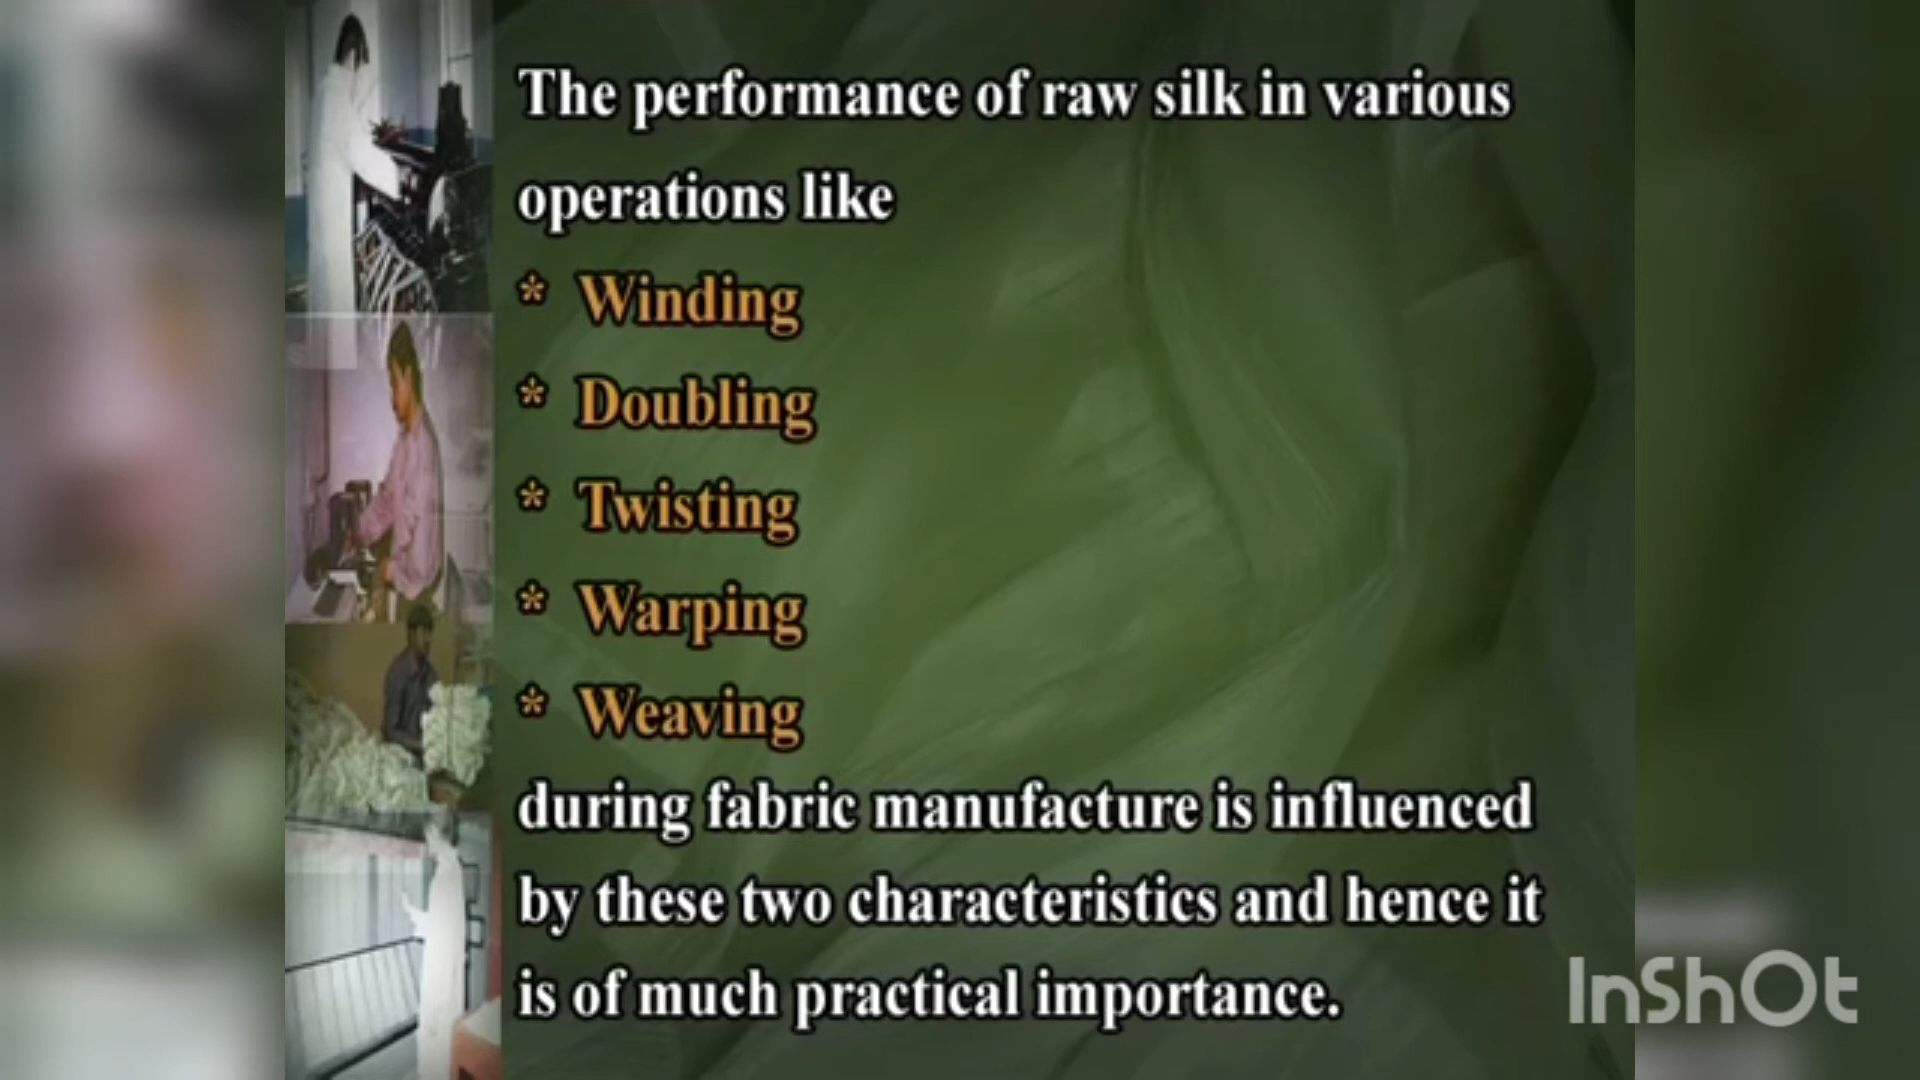 The performance of raw silk in various
operations like
* Winding
* Doubling
* Twisting
* Warping
* Weaving
during fabric manufacture is influenced
by these two characteristics and hence it
is of much practical importance.
InShOt